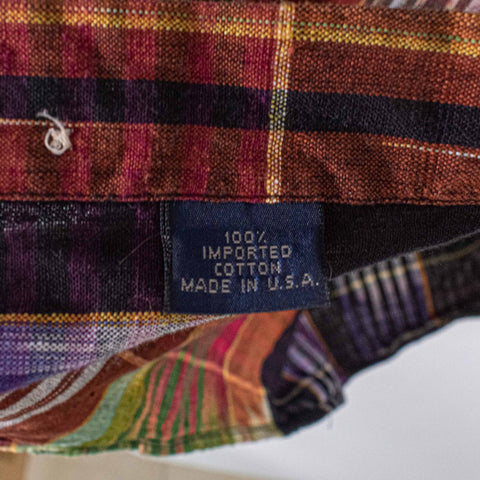 100%
IMPORTED
COTTON
MADE IN U.S.A.